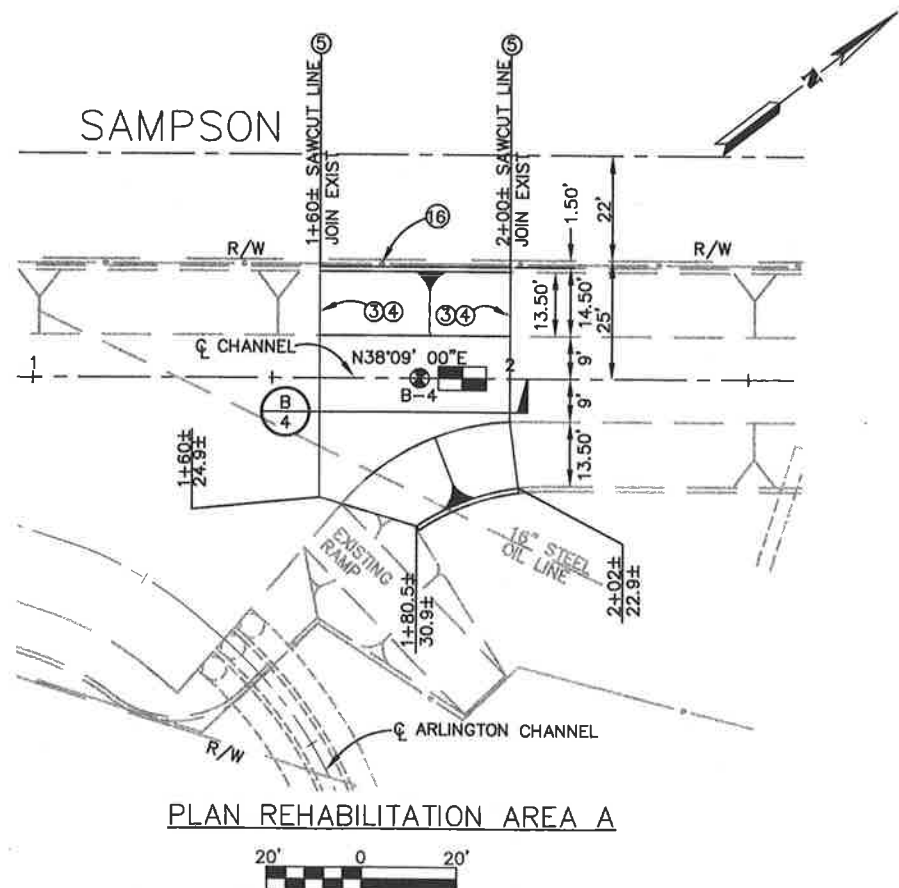 5
5
N
SAMPSON
1+60± SAWCUT LINE
JOIN EXIST
2+00± SAWCUT LINE
JOIN EXIST
1.50'
22'
16
R/W
R/W
3 4
3 4
13.50'
14.50'
25'
℄ CHANNEL
N38°09' 00"E
1
2
9'
B-4
B
4
9'
13.50'
1+60±
24.9±
EXISTING
RAMP
16" STEEL
OIL LINE
1+80.5±
30.9±
2+02±
22.9±
℄ ARLINGTON CHANNEL
R/W
PLAN REHABILITATION AREA A
20' 0 20'